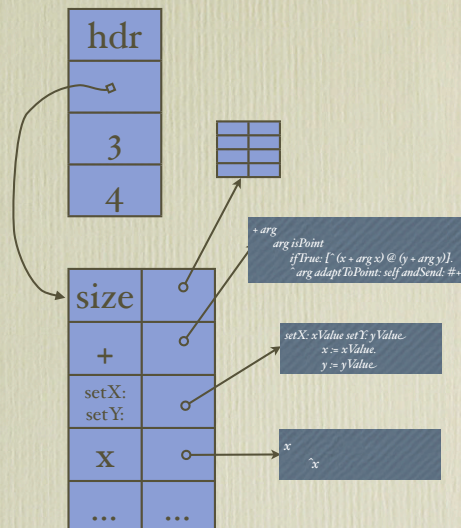 hdr
3
4
size
+
setX:
setY:
x
...
...
+ arg
arg isPoint
ifTrue: [^ (x + arg x) @ (y + arg y)].
^ arg adaptToPoint: self andSend: #+
setX: xValue setY: yValue
x := xValue.
y := yValue
x
^x